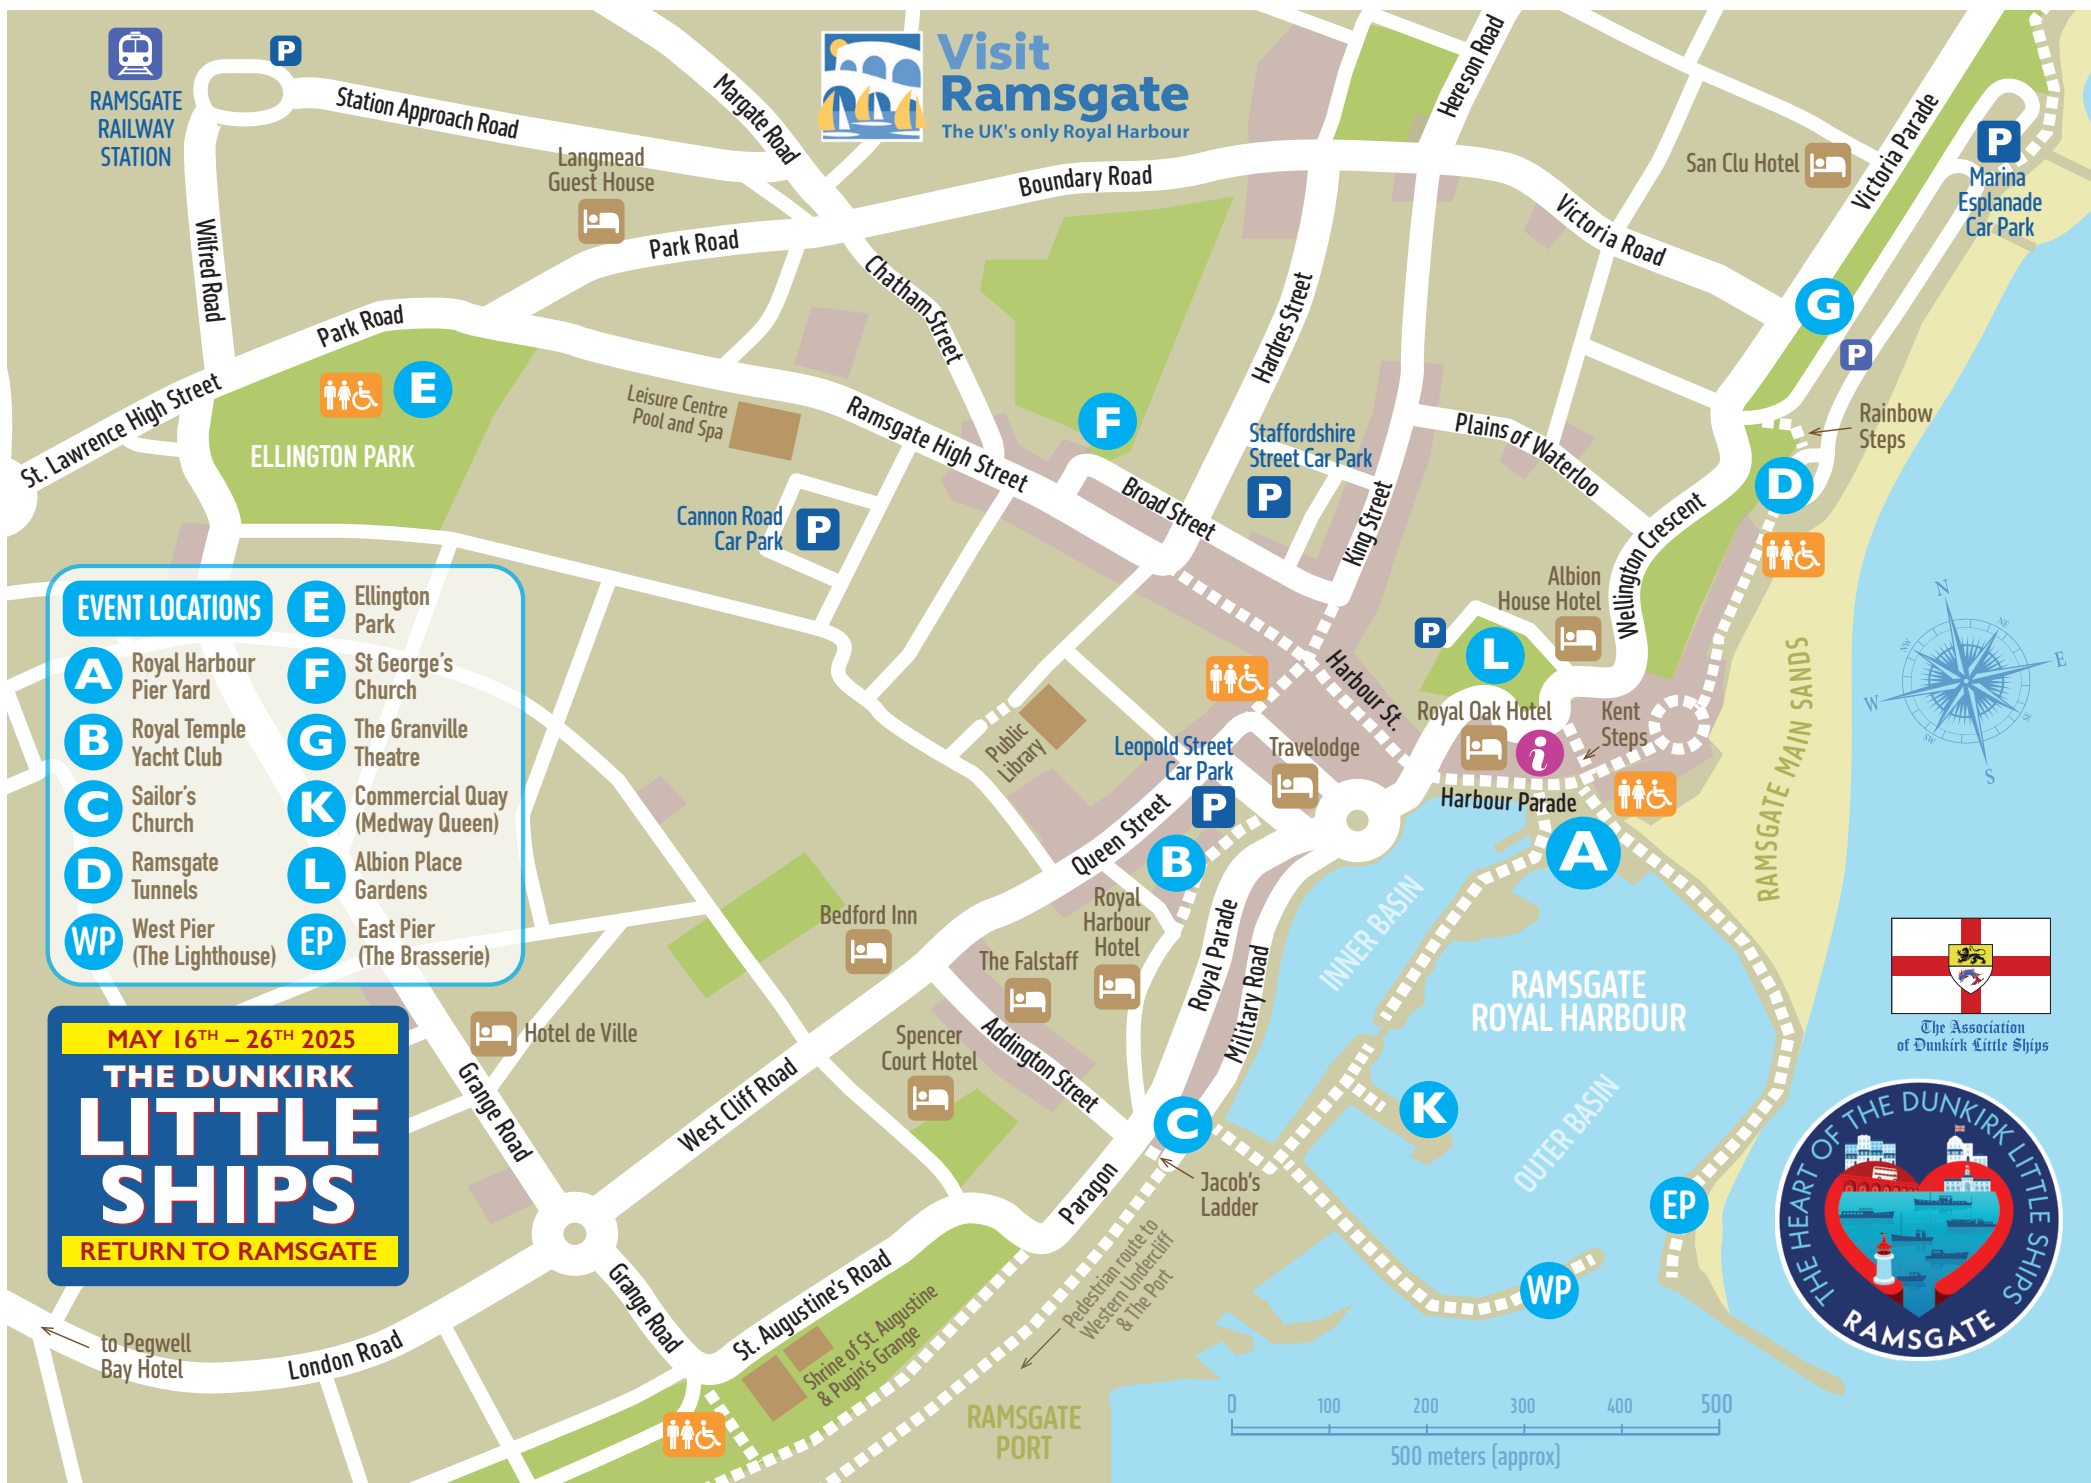 RAMSGATE
RAILWAY
STATION
P
Station Approach Road
Margate Road
Visit
Ramsgate
The UK's only Royal Harbour
Hereson Road
Langmead
Guest House
Boundary Road
San Clu Hotel
Victoria Parade
P
Marina
Esplanade
Car Park
Wilfred Road
Park Road
Park Road
Chatham Street
Hardres Street
Victoria Road
G
P
St. Lawrence High Street
E
ELLINGTON PARK
Leisure Centre
Pool and Spa
Ramsgate High Street
F
Broad Street
Staffordshire
Street Car Park
P
King Street
Plains of Waterloo
Rainbow
Steps
D
Cannon Road
Car Park
P
Wellington Crescent
Albion
House Hotel
P
L
Harbour St.
Royal Oak Hotel
i
Kent
Steps
Harbour Parade
A
RAMSGATE MAIN SANDS
N
NE
E
SE
S
SW
W
NW
EVENT LOCATIONS
A
Royal Harbour
Pier Yard
B
Royal Temple
Yacht Club
C
Sailor's
Church
D
Ramsgate
Tunnels
WP
West Pier
(The Lighthouse)
E
Ellington
Park
F
St George's
Church
G
The Granville
Theatre
K
Commercial Quay
(Medway Queen)
L
Albion Place
Gardens
EP
East Pier
(The Brasserie)
Public
Library
Leopold Street
Car Park
P
Travelodge
Queen Street
B
Royal
Harbour
Hotel
Bedford Inn
The Falstaff
Royal Parade
Military Road
INNER BASIN
RAMSGATE
ROYAL HARBOUR
OUTER BASIN
Spencer
Court Hotel
Addington Street
Hotel de Ville
Grange Road
West Cliff Road
C
K
Jacob's
Ladder
Paragon
EP
WP
Pedestrian route to
Western Undercliff
& The Port
Grange Road
St. Augustine's Road
Shrine of St. Augustine
& Pugin's Grange
London Road
to Pegwell
Bay Hotel
RAMSGATE
PORT
0 100 200 300 400 500
500 meters (approx)
MAY 16TH – 26TH 2025
THE DUNKIRK
LITTLE
SHIPS
RETURN TO RAMSGATE
The Association
of Dunkirk Little Ships
THE HEART OF THE DUNKIRK LITTLE SHIPS
RAMSGATE